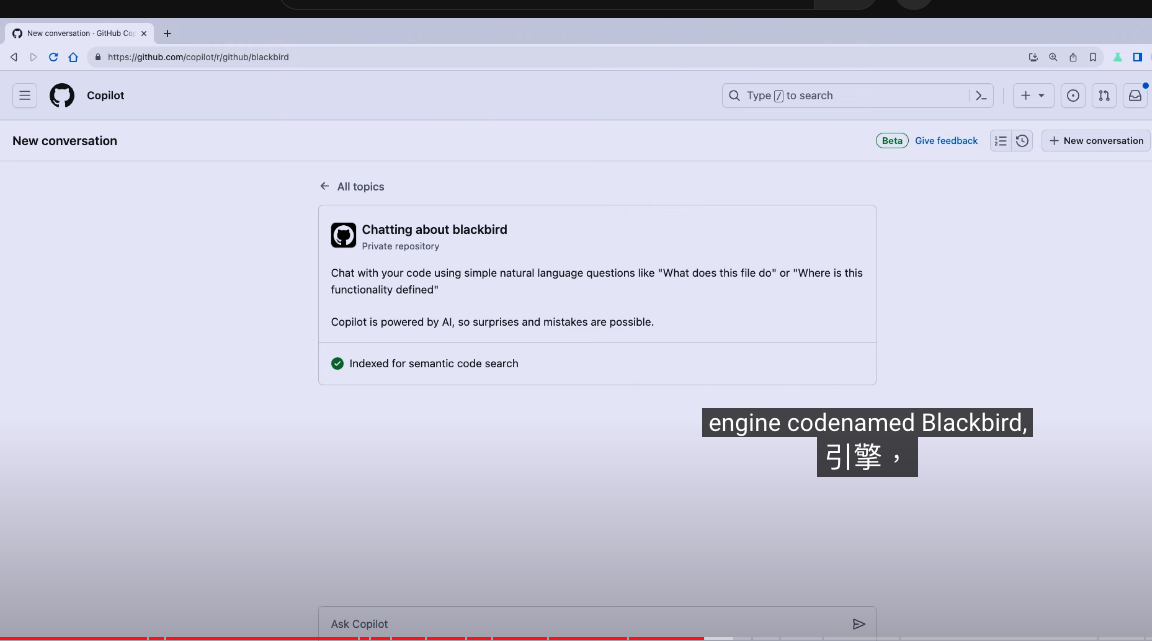 New conversation · GitHub Co
https://github.com/copilot/r/github/blackbird
Copilot
Type / to search
New conversation
Beta
Give feedback
New conversation
All topics
Chatting about blackbird
Private repository
Chat with your code using simple natural language questions like "What does this file do" or "Where is this
functionality defined"
Copilot is powered by AI, so surprises and mistakes are possible.
Indexed for semantic code search
engine codenamed Blackbird,
引擎，
Ask Copilot